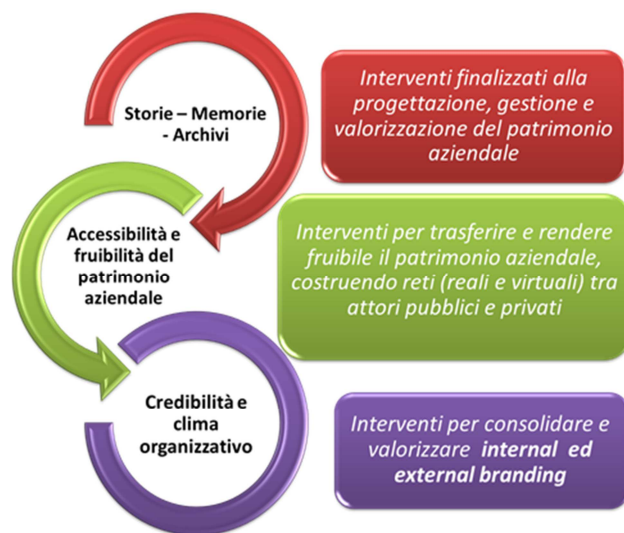 Storie – Memorie
- Archivi
Interventi finalizzati alla
progettazione, gestione e
valorizzazione del patrimonio
aziendale
Accessibilità e
fruibilità del
patrimonio
aziendale
Interventi per trasferire e rendere
fruibile il patrimonio aziendale,
costruendo reti (reali e virtuali) tra
attori pubblici e privati
Credibilità e
clima
organizzativo
Interventi per consolidare e
valorizzare internal ed
external branding